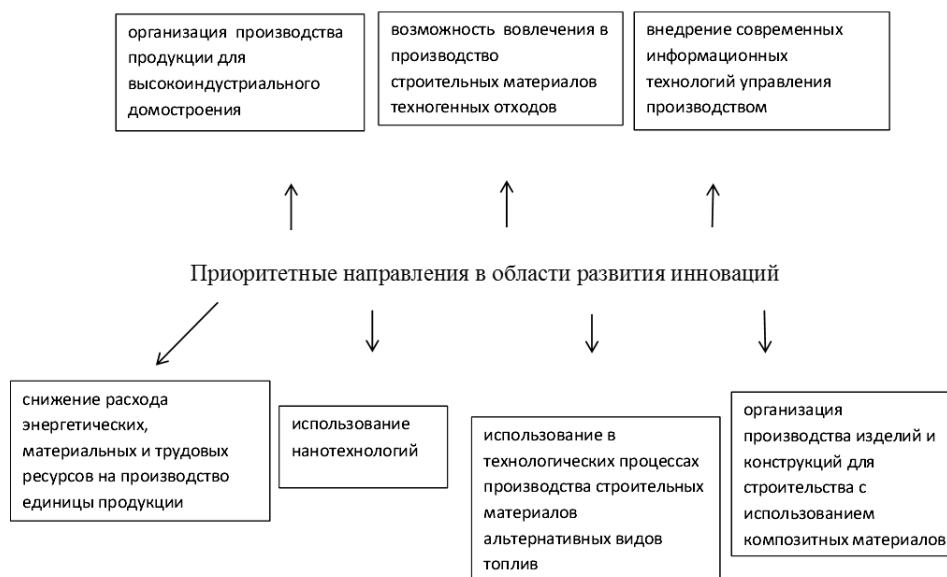 организация производства
продукции для
высокоиндустриального
домостроения
возможность вовлечения в
производство
строительных материалов
техногенных отходов
внедрение современных
информационных
технологий управления
производством
Приоритетные направления в области развития инноваций
снижение расхода
энергетических,
материальных и трудовых
ресурсов на производство
единицы продукции
использование
нанотехнологий
использование в
технологических процессах
производства строительных
материалов
альтернативных видов
топлив
организация
производства изделий и
конструкций для
строительства с
использованием
композитных материалов